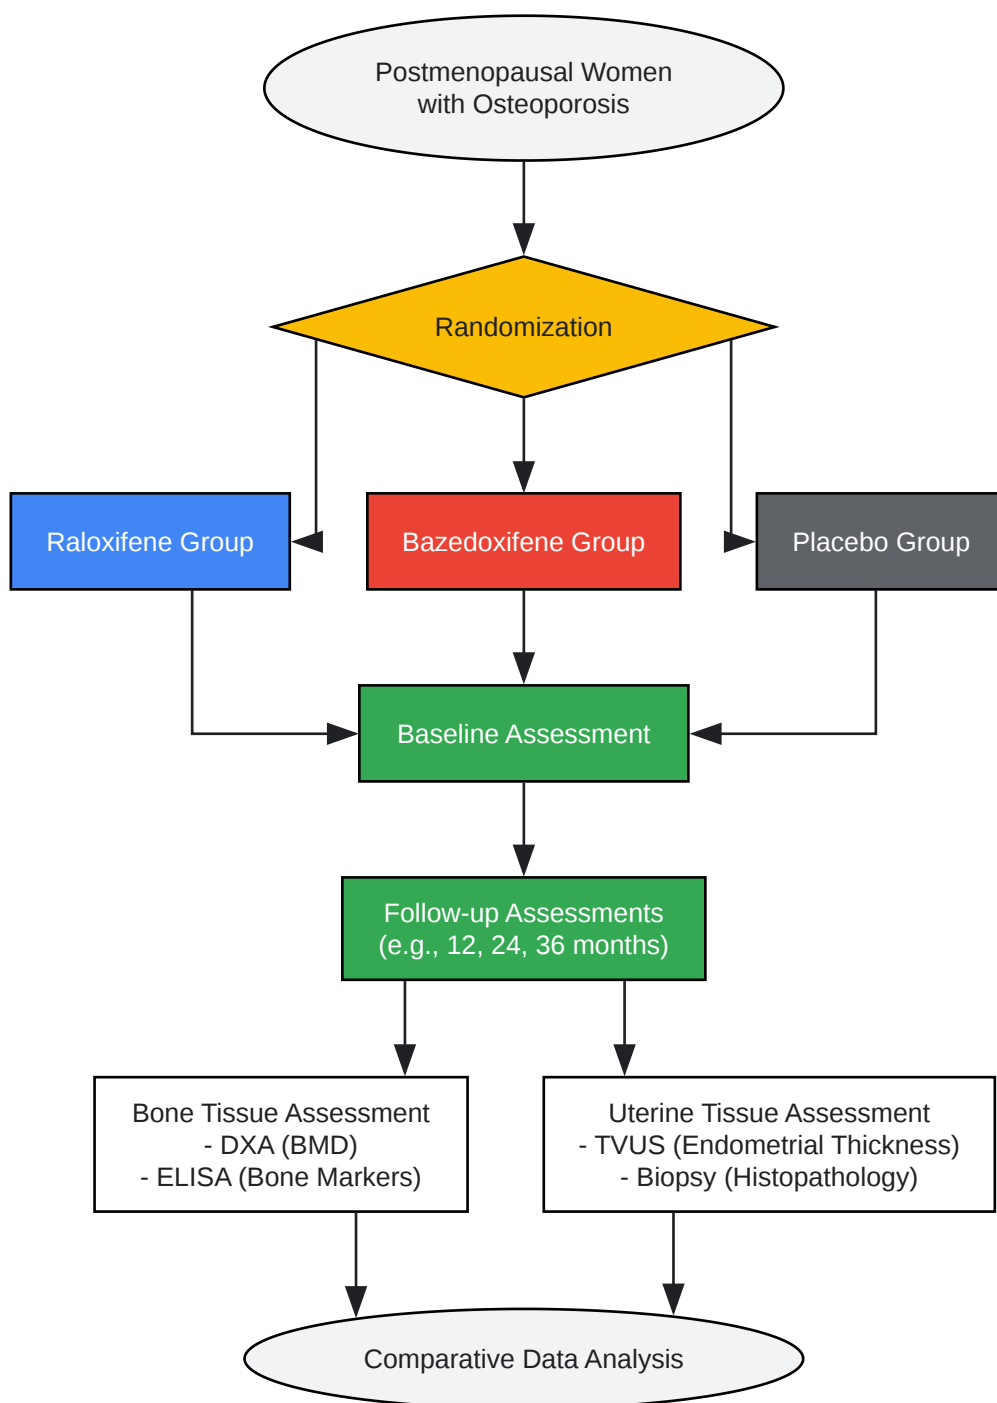 Postmenopausal Women
with Osteoporosis
Randomization
Raloxifene Group
Bazedoxifene Group
Placebo Group
Baseline Assessment
Follow-up Assessments
(e.g., 12, 24, 36 months)
Bone Tissue Assessment
- DXA (BMD)
- ELISA (Bone Markers)
Uterine Tissue Assessment
- TVUS (Endometrial Thickness)
- Biopsy (Histopathology)
Comparative Data Analysis